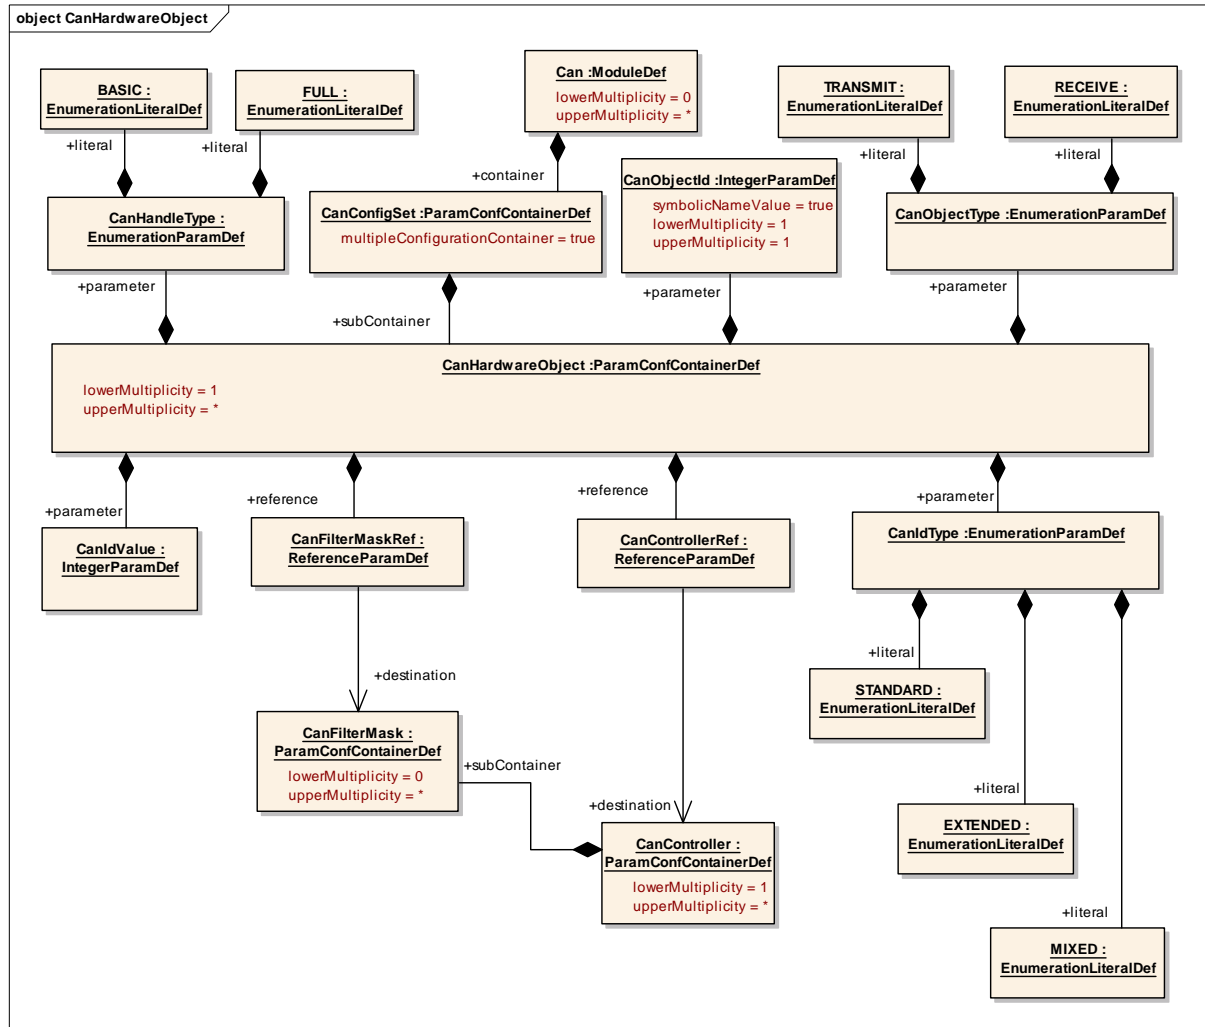 object CanHardwareObject
BASIC :
EnumerationLiteralDef
FULL :
EnumerationLiteralDef
Can :ModuleDef
lowerMultiplicity = 0
upperMultiplicity = *
TRANSMIT :
EnumerationLiteralDef
RECEIVE :
EnumerationLiteralDef
+literal
+literal
+container
+literal
+literal
CanHandleType :
EnumerationParamDef
CanConfigSet :ParamConfContainerDef
multipleConfigurationContainer = true
CanObjectId :IntegerParamDef
symbolicNameValue = true
lowerMultiplicity = 1
upperMultiplicity = 1
CanObjectType :EnumerationParamDef
+parameter
+subContainer
+parameter
+parameter
CanHardwareObject :ParamConfContainerDef
lowerMultiplicity = 1
upperMultiplicity = *
+parameter
+reference
+reference
+parameter
CanIdValue :
IntegerParamDef
CanFilterMaskRef :
ReferenceParamDef
CanControllerRef :
ReferenceParamDef
CanIdType :EnumerationParamDef
+destination
+literal
STANDARD :
EnumerationLiteralDef
CanFilterMask :
ParamConfContainerDef
lowerMultiplicity = 0
upperMultiplicity = *
+subContainer
+destination
+literal
CanController :
ParamConfContainerDef
lowerMultiplicity = 1
upperMultiplicity = *
EXTENDED :
EnumerationLiteralDef
+literal
MIXED :
EnumerationLiteralDef